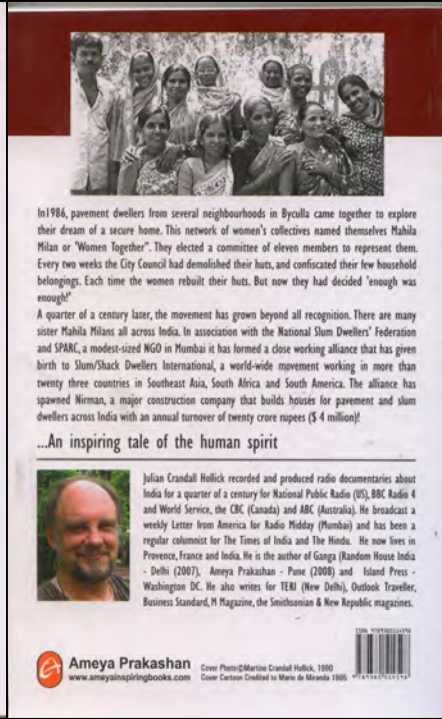 In1986, pavement dwellers from several neighbourhoods in Byculla came together to explore
their dream of a secure home. This network of women's collectives named themselves Mahila
Milan or "Women Together". They elected a committee of eleven members to represent them.
Every two weeks the City Council had demolished their huts, and confiscated their few household
belongings. Each time the women rebuilt their huts. But now they had decided 'enough was
enough!'
A quarter of a century later, the movement has grown beyond all recognition. There are many
sister Mahila Milans all across India. In association with the National Slum Dwellers' Federation
and SPARC, a modest-sized NGO in Mumbai it has formed a close working alliance that has given
birth to Slum/Shack Dwellers International, a world-wide movement working in more than
twenty three countries in Southeast Asia, South Africa and South America. The alliance has
spawned Nirman, a major construction company that builds houses for pavement and slum
dwellers across India with an annual turnover of twenty crore rupees ($ 4 million)!
...An inspiring tale of the human spirit
Julian Crandall Hollick recorded and produced radio documentaries about
India for a quarter of a century for National Public Radio (US), BBC Radio 4
and World Service, the CBC (Canada) and ABC (Australia). He broadcast a
weekly Letter from America for Radio Midday (Mumbai) and has been a
regular columnist for The Times of India and The Hindu. He now lives in
Provence, France and India. He is the author of Ganga (Random House India
- Delhi (2007), Ameya Prakashan - Pune (2008) and Island Press -
Washington DC. He also writes for TERI (New Delhi), Outlook Traveller,
Business Standard, M Magazine, the Smithsonian & New Republic magazines.
Ameya Prakashan
www.ameyainspiringbooks.com
Cover Photo©Martine Crandall Hollick, 1990
Cover Cartoon Credited to Mario de Miranda 1995
ISBN